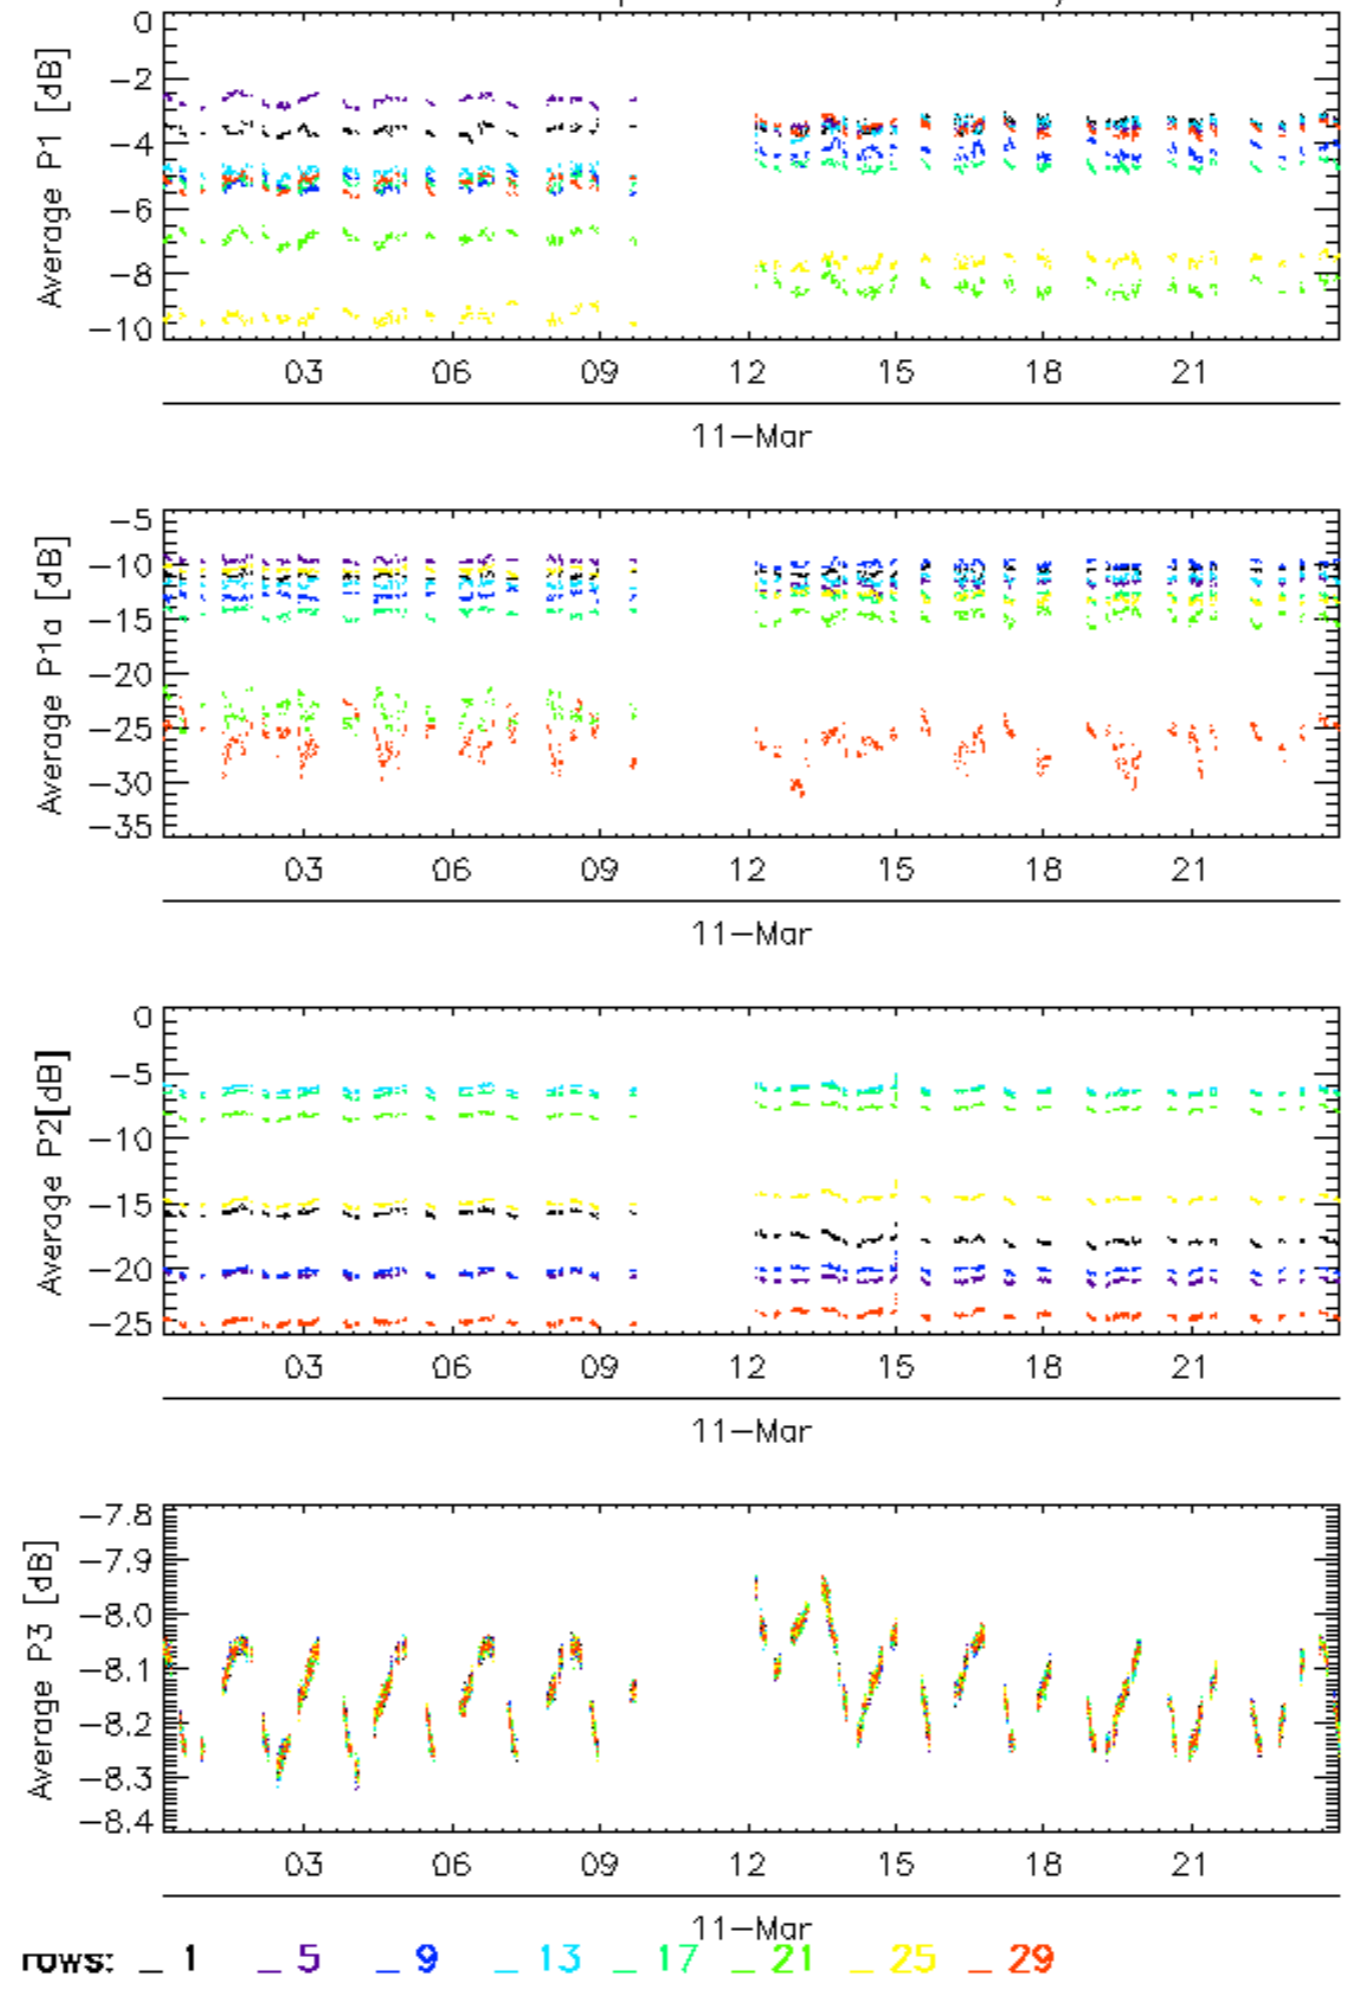 0
−2
−4
−6
−8
−10
Average P1 [dB]
03 06 09 12 15 18 21
11−Mar
−5
−10
−15
−20
−25
−30
−35
Average P1a [dB]
03 06 09 12 15 18 21
11−Mar
0
−5
−10
−15
−20
−25
Average P2[dB]
03 06 09 12 15 18 21
11−Mar
−7.8
−7.9
−8.0
−8.1
−8.2
−8.3
−8.4
Average P3 [dB]
03 06 09 12 15 18 21
11−Mar
rows: _ 1 _ 5 _ 9 _ 13 _ 17 _ 21 _ 25 _ 29